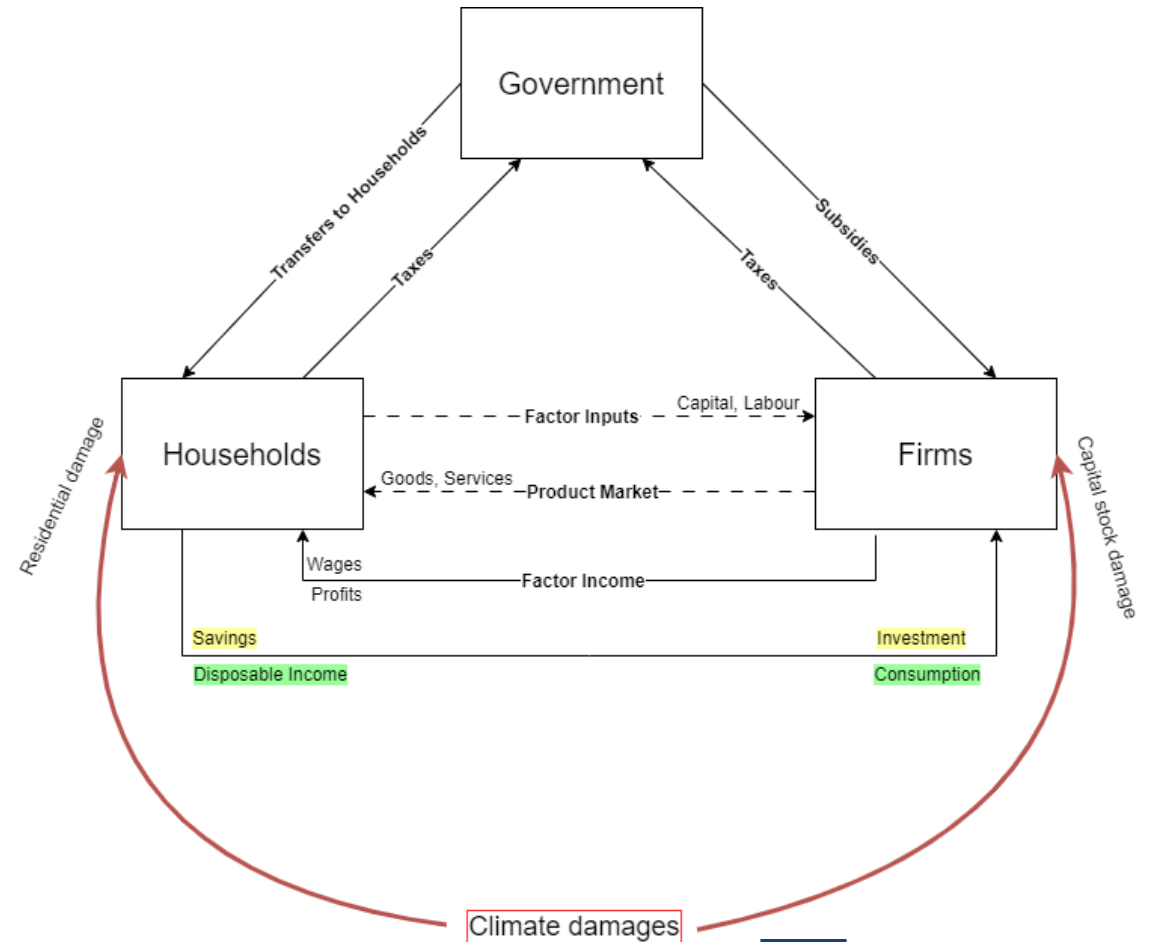 Government
Transfers to Households
Taxes
Taxes
Subsidies
Households
Factor Inputs
Capital, Labour
Firms
Goods, Services
Product Market
Residential damage
Capital stock damage
Wages
Factor Income
Profits
Savings
Investment
Disposable Income
Consumption
Climate damages